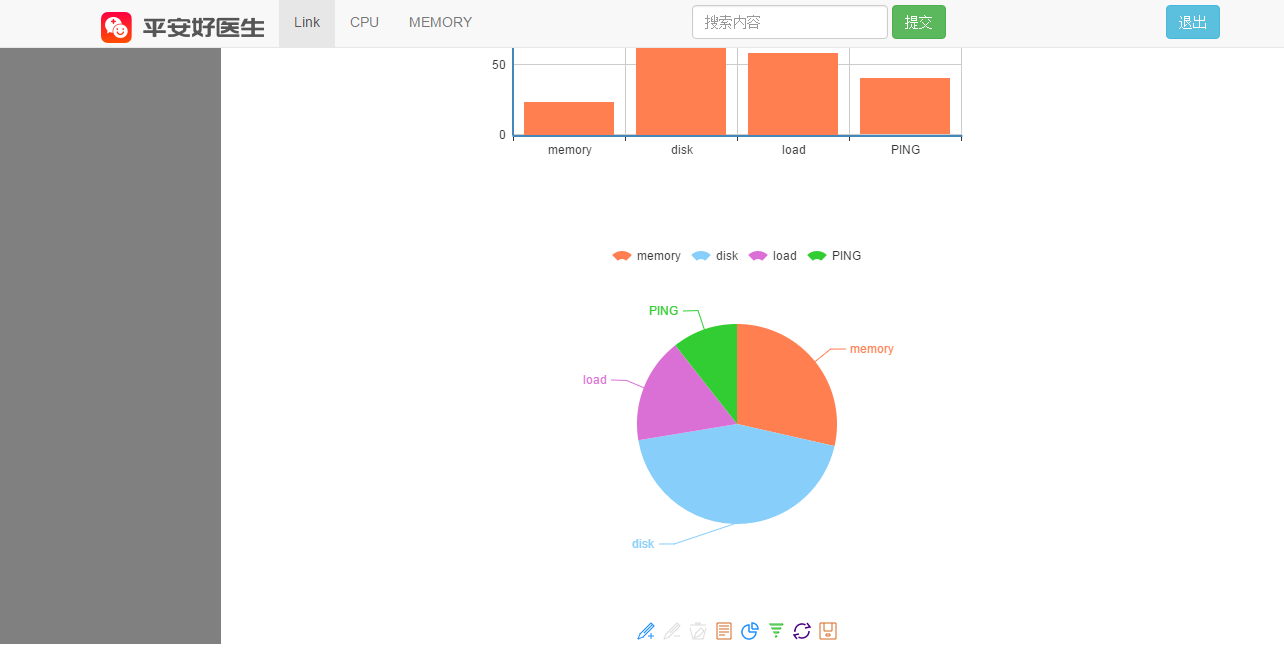 平安好医生 Link CPU MEMORY 搜索内容 提交 退出
50
0
memory disk load PING
memory disk load PING
PING
memory
load
disk